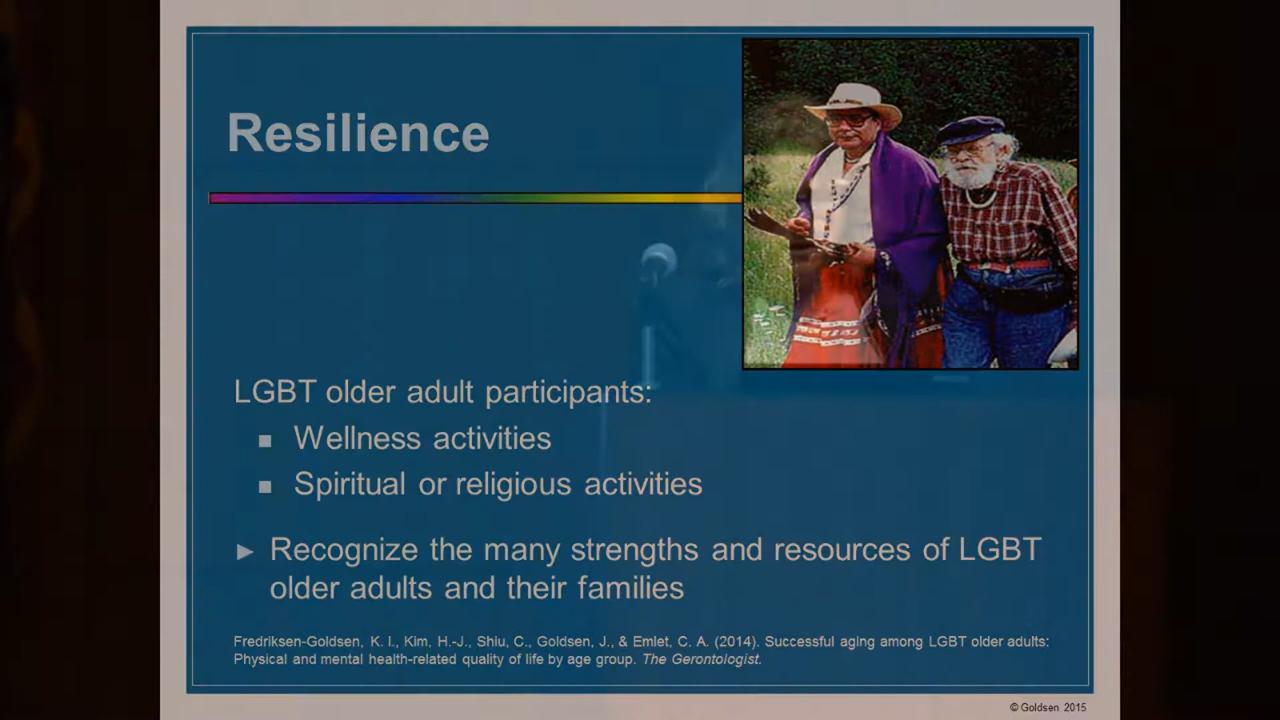 Resilience
LGBT older adult participants:
■ Wellness activities
■ Spiritual or religious activities
► Recognize the many strengths and resources of LGBT
older adults and their families
Fredriksen-Goldsen, K. I., Kim, H.-J., Shiu, C., Goldsen, J., & Emlet, C. A. (2014). Successful aging among LGBT older adults:
Physical and mental health-related quality of life by age group. The Gerontologist.
© Goldsen 2015